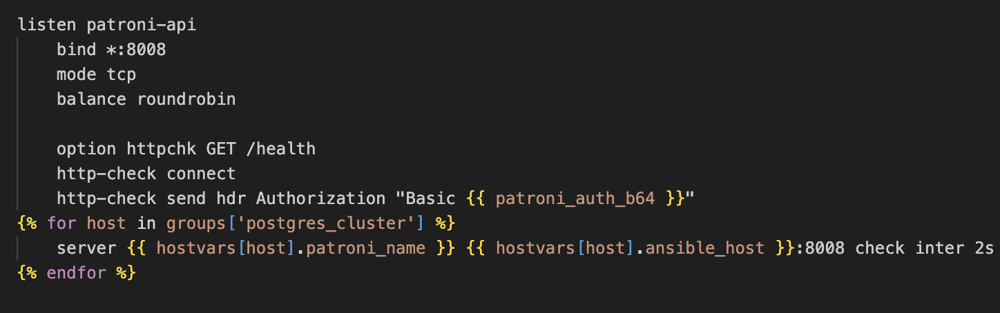 listen patroni-api
    bind *:8008
    mode tcp
    balance roundrobin

    option httpchk GET /health
    http-check connect
    http-check send hdr Authorization "Basic {{ patroni_auth_b64 }}"
{% for host in groups['postgres_cluster'] %}
    server {{ hostvars[host].patroni_name }} {{ hostvars[host].ansible_host }}:8008 check inter 2s
{% endfor %}